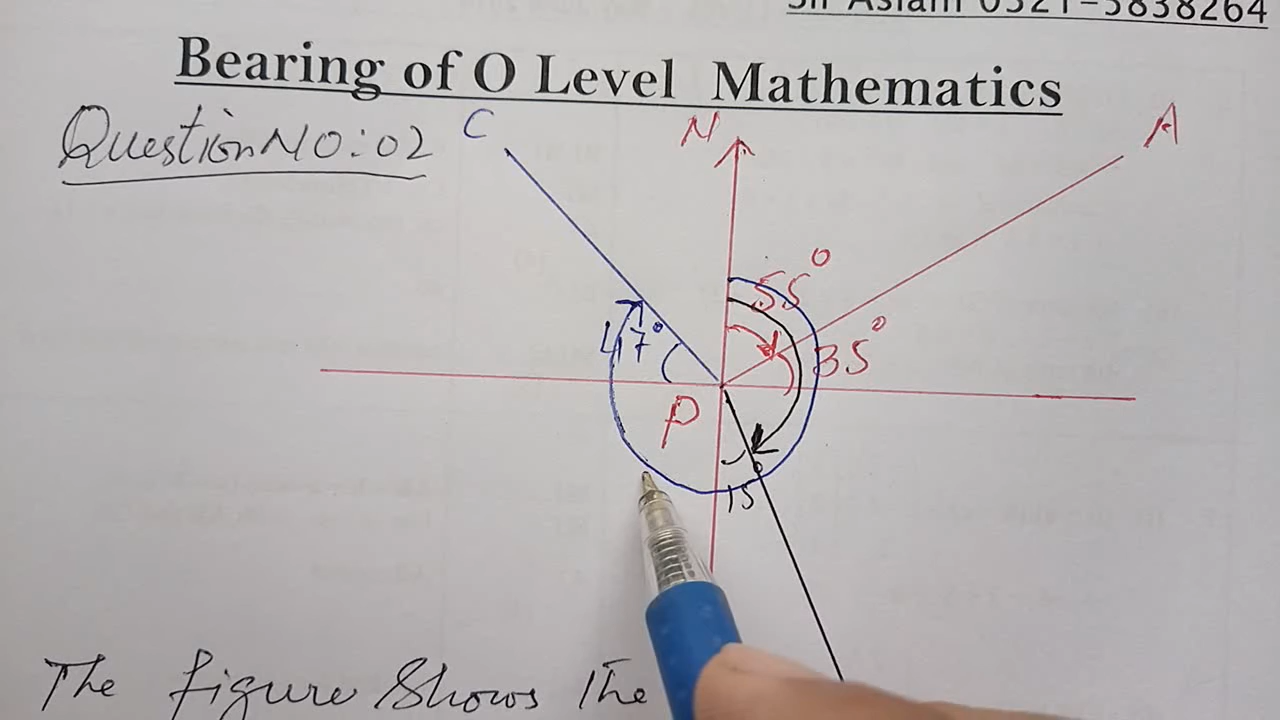 Sir Aslam 0321-5838264
Bearing of O Level Mathematics
Question NO:02
C
N
A
55°
47°
35°
P
15°
The figure shows the